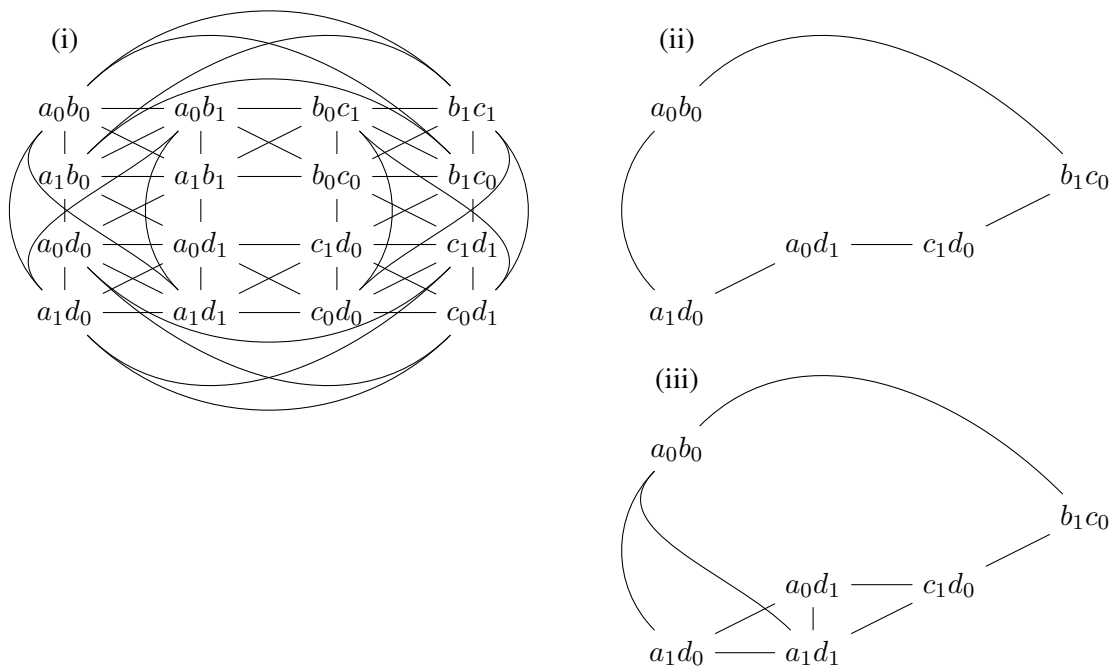 (i)
a₀b₀ a₀b₁ b₀c₁ b₁c₁
a₁b₀ a₁b₁ b₀c₀ b₁c₀
a₀d₀ a₀d₁ c₁d₀ c₁d₁
a₁d₀ a₁d₁ c₀d₀ c₀d₁
(ii)
a₀b₀
b₁c₀
a₀d₁ c₁d₀
a₁d₀
(iii)
a₀b₀
b₁c₀
a₀d₁ c₁d₀
a₁d₀ a₁d₁